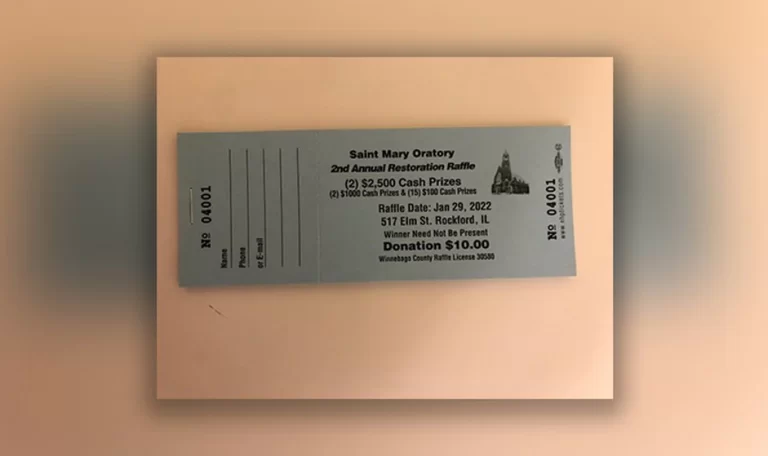 № 04001
Name
Phone
or E-mail
Saint Mary Oratory
2nd Annual Restoration Raffle
(2) $2,500 Cash Prizes
(2) $1000 Cash Prizes & (15) $100 Cash Prizes
Raffle Date: Jan 29, 2022
517 Elm St. Rockford, IL
Winner Need Not Be Present
Donation $10.00
Winnebago County Raffle License 30580
№ 04001